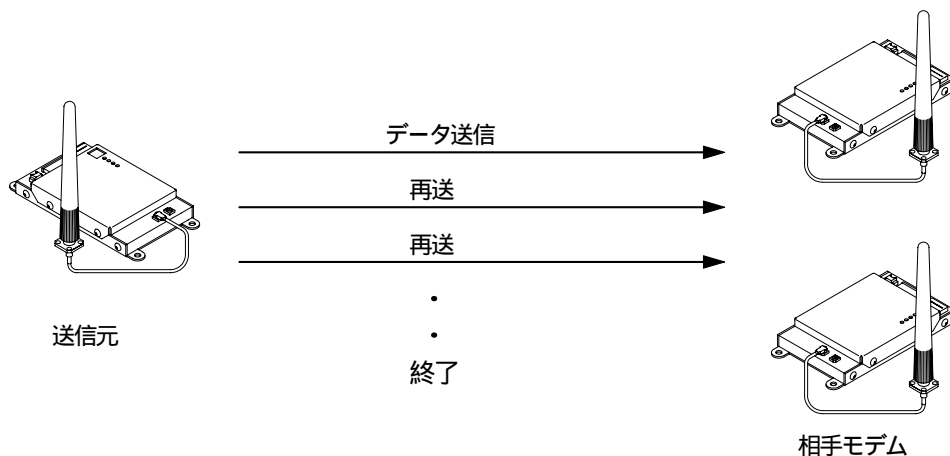 データ送信
再送
再送
・
・
終了
送信元
相手モデム